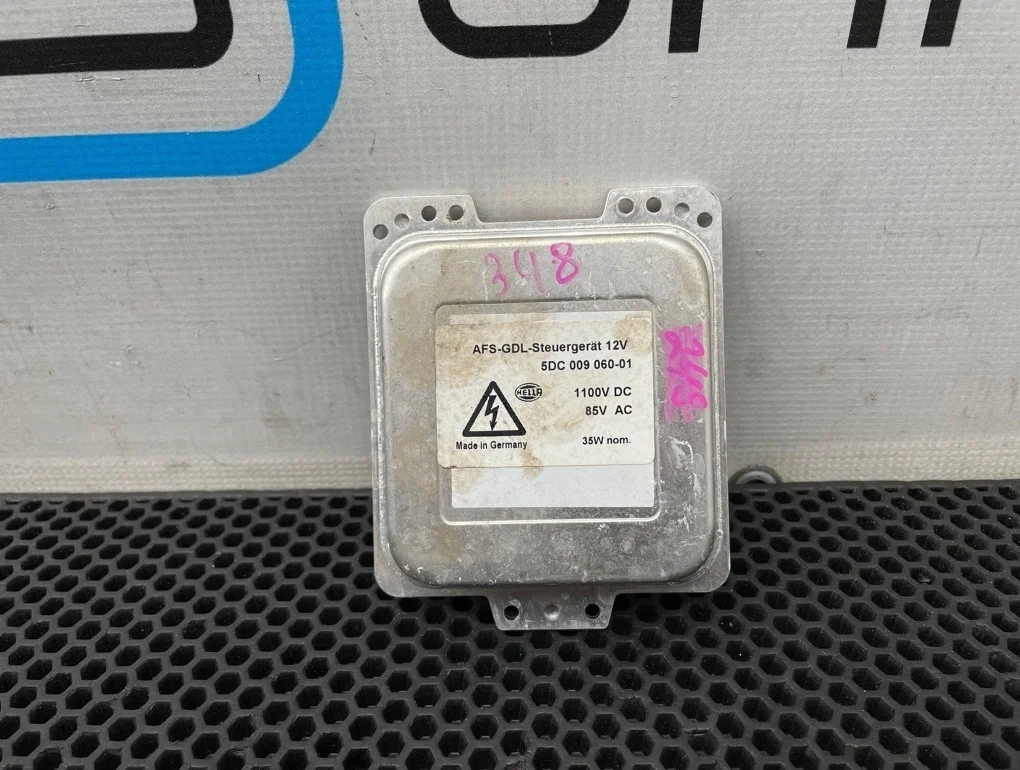 348
AFS-GDL-Steuergerät 12V
5DC 009 060-01
HELLA
1100V DC
85V AC
Made in Germany
35W nom.